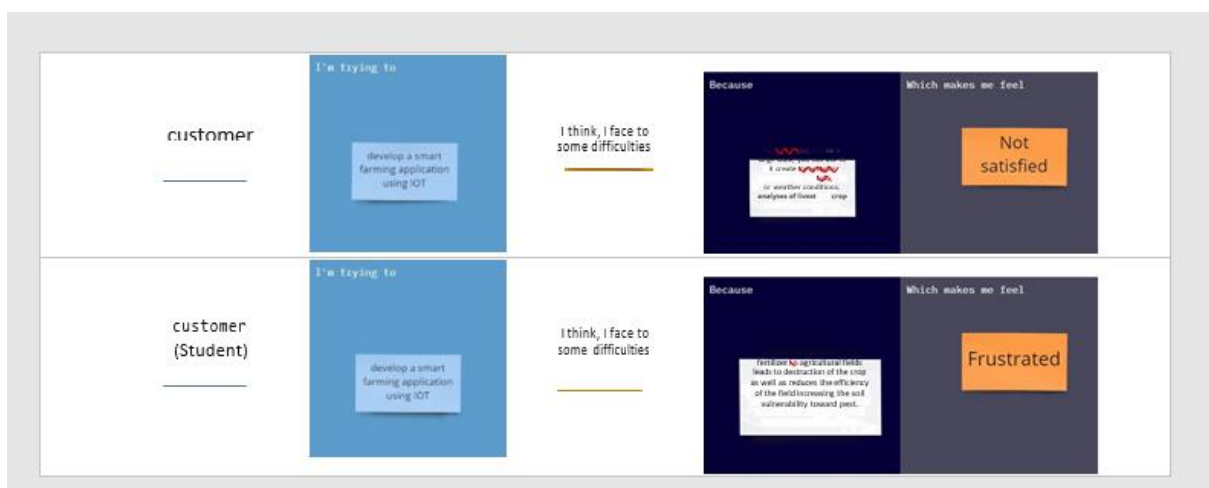 I'm trying to
customer
develop a smart
farming application
using IOT
I think, I face to
some difficulties
Because
it create
or weather conditions,
analyses of livest crop
Which makes me feel
Not
satisfied
I'm trying to
customer
(Student)
develop a smart
farming application
using IOT
I think, I face to
some difficulties
Because
fertilizer agricultural fields
leads to destruction of the crop
as well as reduces the efficiency
of the field increasing the soil
vulnerability toward pest.
Which makes me feel
Frustrated